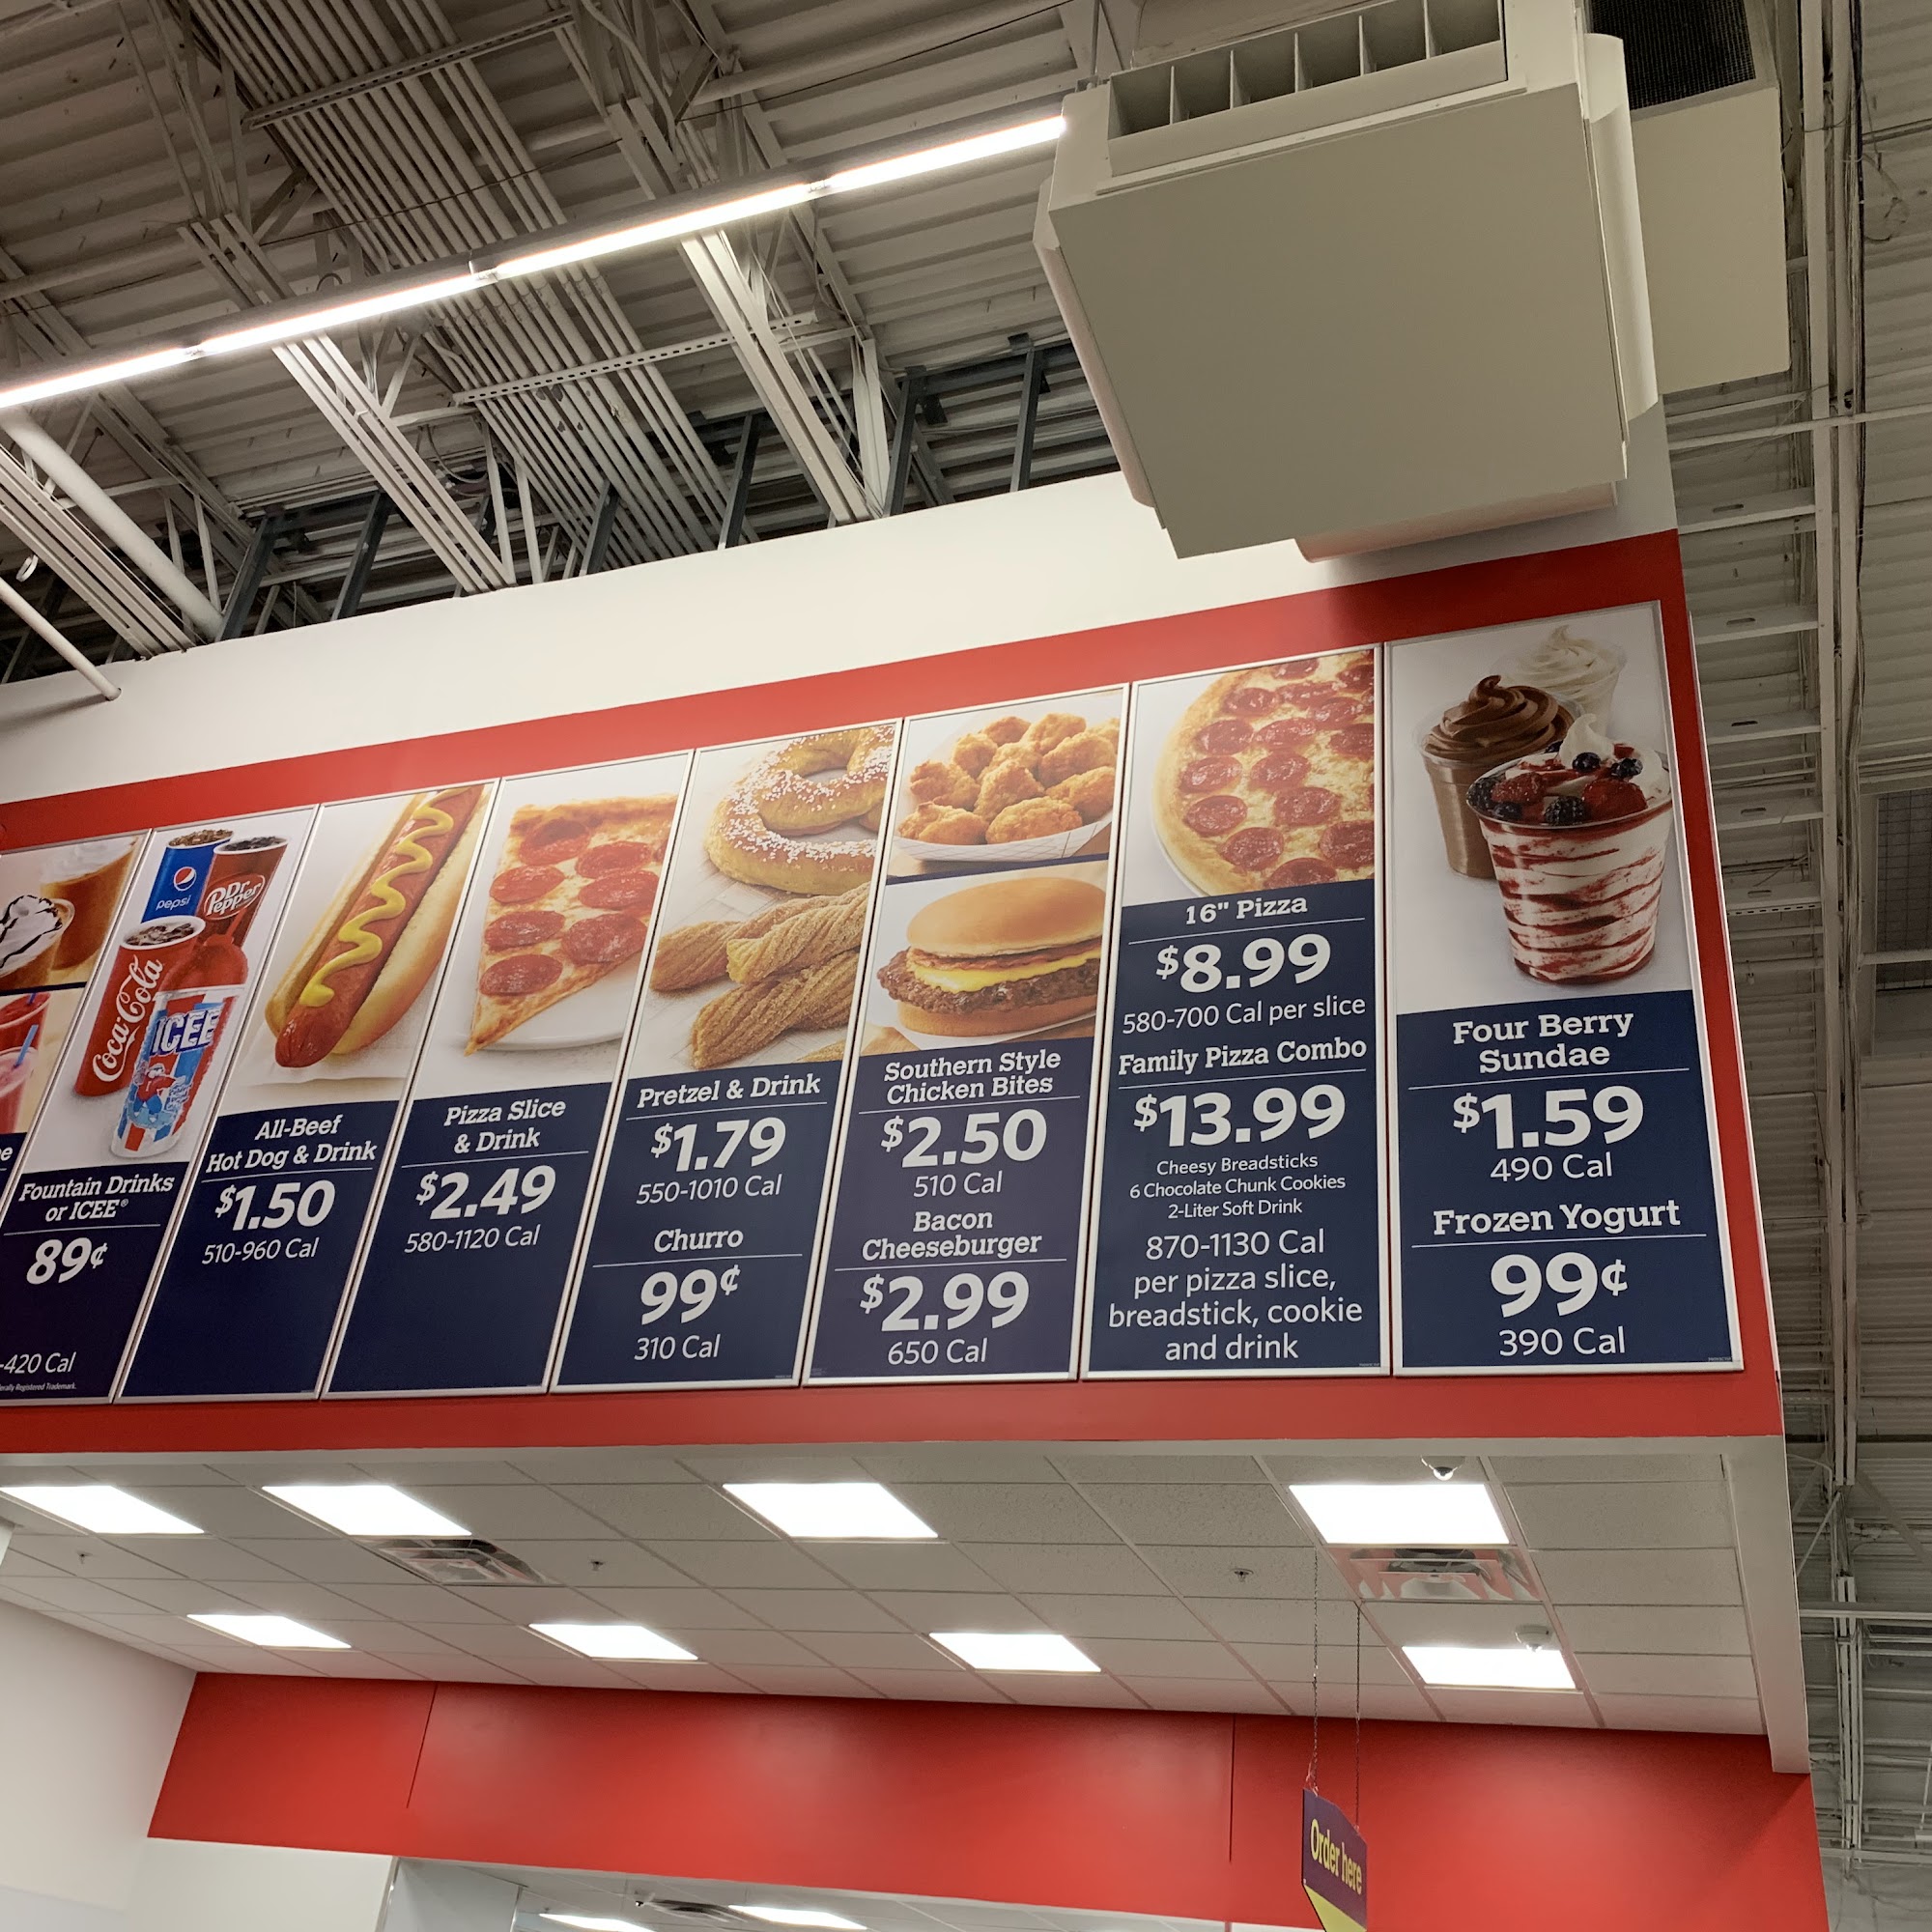 pepsi
Dr Pepper
Coca-Cola
ICEE
Fountain Drinks
or ICEE®
89¢
-420 Cal
All-Beef
Hot Dog & Drink
$1.50
510-960 Cal
Pizza Slice
& Drink
$2.49
580-1120 Cal
Pretzel & Drink
$1.79
550-1010 Cal
Churro
99¢
310 Cal
Southern Style
Chicken Bites
$2.50
510 Cal
Bacon
Cheeseburger
$2.99
650 Cal
16" Pizza
$8.99
580-700 Cal per slice
Family Pizza Combo
$13.99
Cheesy Breadsticks
6 Chocolate Chunk Cookies
2-Liter Soft Drink
870-1130 Cal
per pizza slice,
breadstick, cookie
and drink
Four Berry
Sundae
$1.59
490 Cal
Frozen Yogurt
99¢
390 Cal
Order here